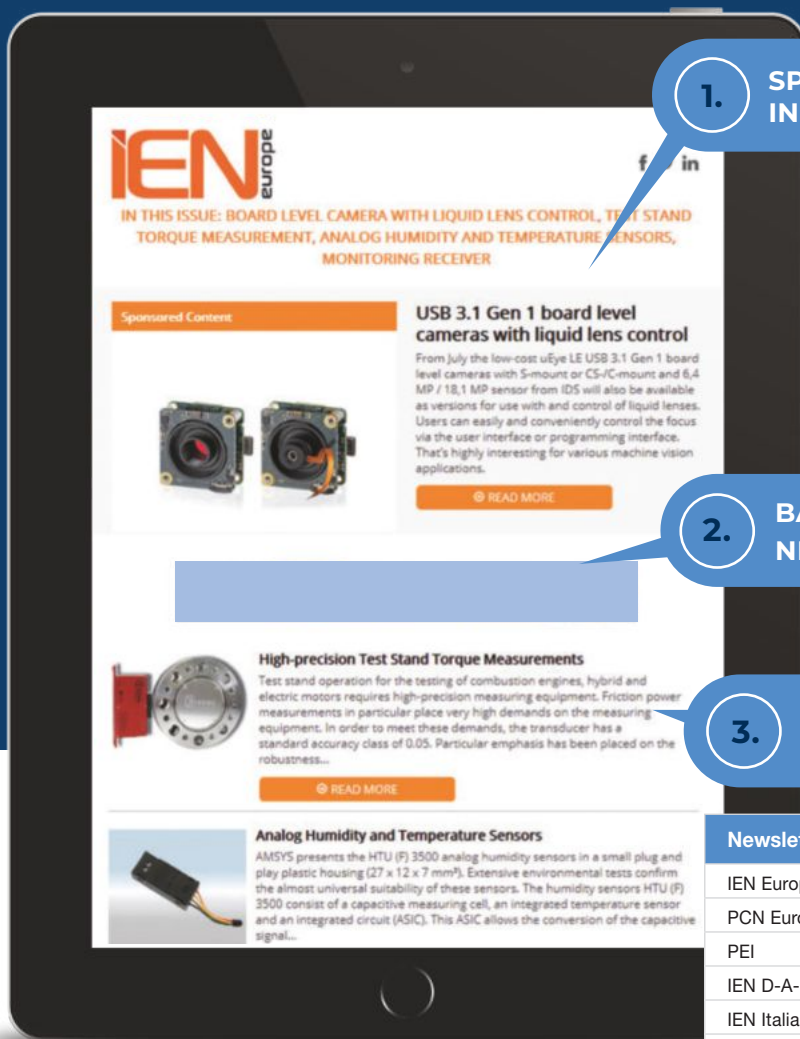 IEN europe
in
IN THIS ISSUE: BOARD LEVEL CAMERA WITH LIQUID LENS CONTROL, TEST STAND
TORQUE MEASUREMENT, ANALOG HUMIDITY AND TEMPERATURE SENSORS,
MONITORING RECEIVER
Sponsored Content
USB 3.1 Gen 1 board level
cameras with liquid lens control
From July the low-cost uEye LE USB 3.1 Gen 1 board
level cameras with S-mount or CS-/C-mount and 6,4
MP / 18,1 MP sensor from IDS will also be available
as versions for use with and control of liquid lenses.
Users can easily and conveniently control the focus
via the user interface or programming interface.
That's highly interesting for various machine vision
applications.
READ MORE
High-precision Test Stand Torque Measurements
Test stand operation for the testing of combustion engines, hybrid and
electric motors requires high-precision measuring equipment. Friction power
measurements in particular place very high demands on the measuring
equipment. In order to meet these demands, the transducer has a
standard accuracy class of 0.05. Particular emphasis has been placed on the
robustness...
READ MORE
Analog Humidity and Temperature Sensors
AMSYS presents the HTU (F) 3500 analog humidity sensors in a small plug and
play plastic housing (27 x 12 x 7 mm³). Extensive environmental tests confirm
the almost universal suitability of these sensors. The humidity sensors HTU (F)
3500 consist of a capacitive measuring cell, an integrated temperature sensor
and an integrated circuit (ASIC). This ASIC allows the conversion of the capacitive
signal...
1.
SP
IN
2.
BA
NE
3.
Newslet
IEN Europ
PCN Euro
PEI
IEN D-A-
IEN Italia